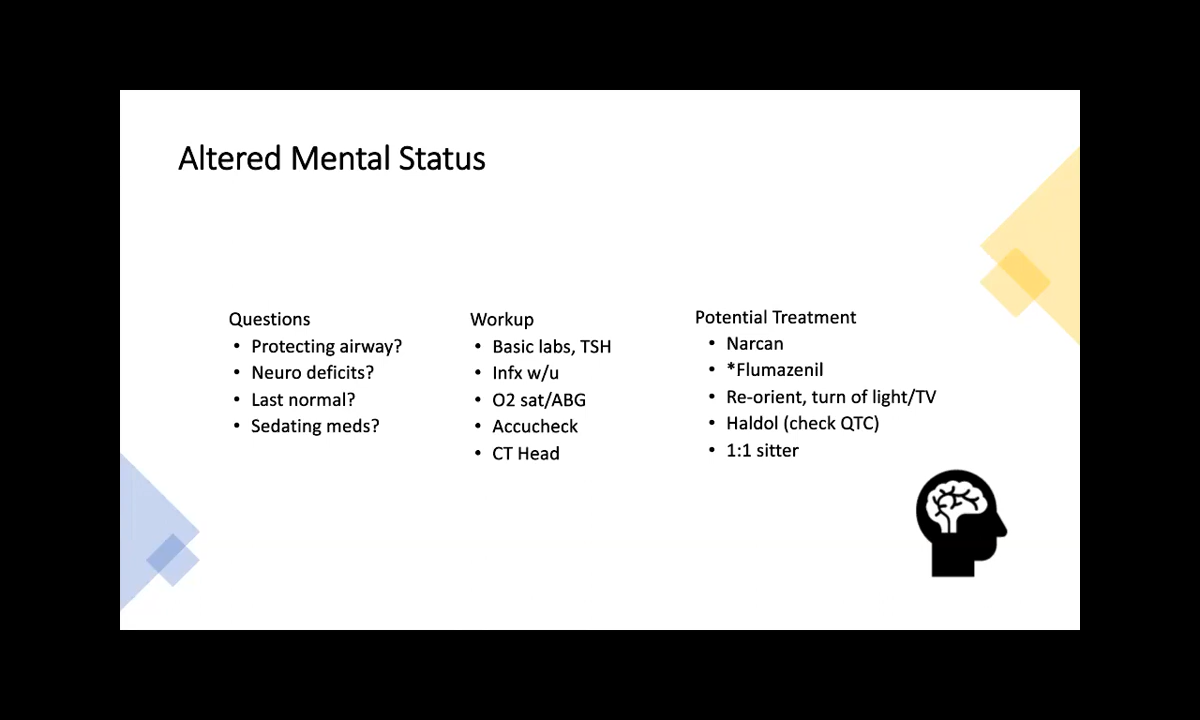 Altered Mental Status
Questions
• Protecting airway?
• Neuro deficits?
• Last normal?
• Sedating meds?
Workup
• Basic labs, TSH
• Infx w/u
• O2 sat/ABG
• Accucheck
• CT Head
Potential Treatment
• Narcan
• *Flumazenil
• Re-orient, turn of light/TV
• Haldol (check QTC)
• 1:1 sitter